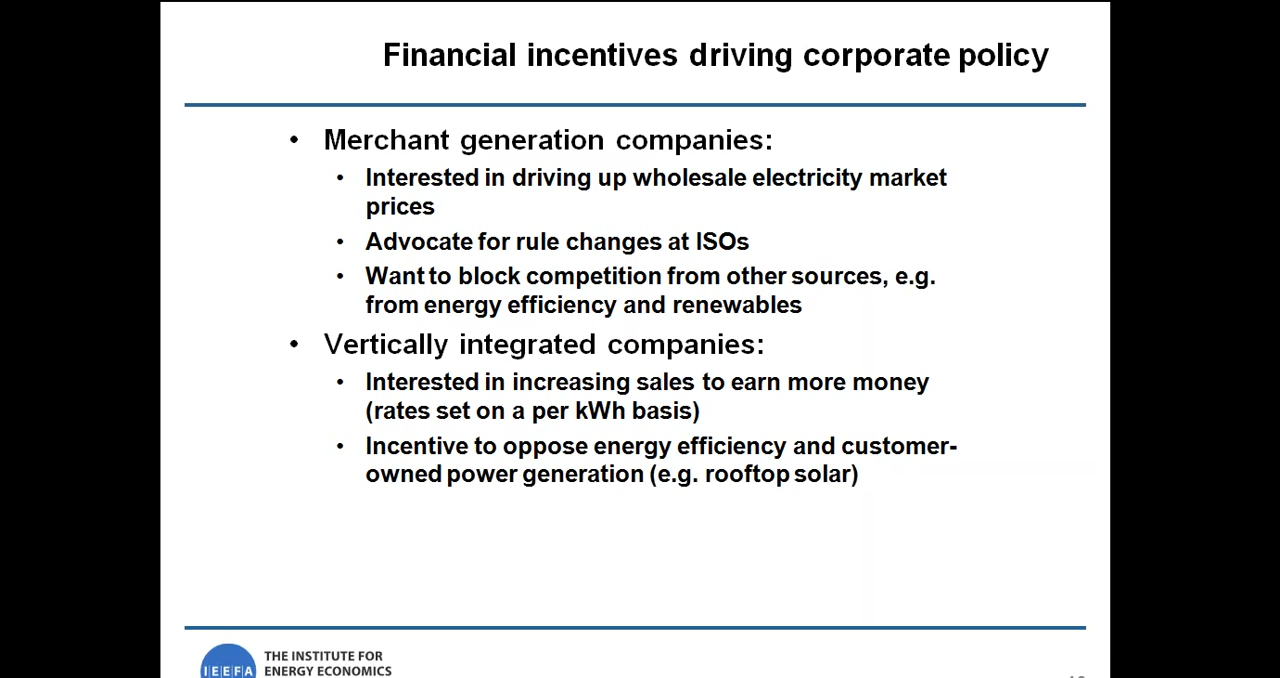 Financial incentives driving corporate policy
• Merchant generation companies:
• Interested in driving up wholesale electricity market
prices
• Advocate for rule changes at ISOs
• Want to block competition from other sources, e.g.
from energy efficiency and renewables
• Vertically integrated companies:
• Interested in increasing sales to earn more money
(rates set on a per kWh basis)
• Incentive to oppose energy efficiency and customer-
owned power generation (e.g. rooftop solar)
IEEFA
THE INSTITUTE FOR
ENERGY ECONOMICS